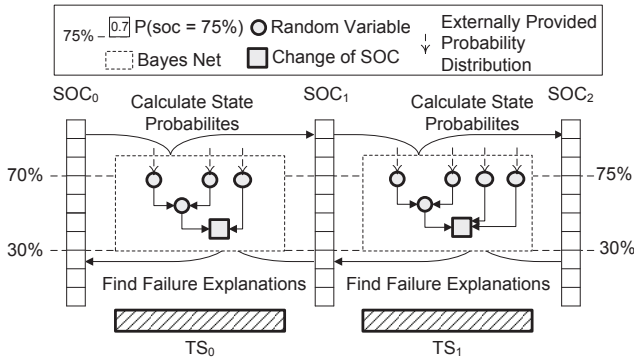 75%
0.7
P(soc = 75%)
Random Variable
Externally Provided
Probability
Distribution
Bayes Net
Change of SOC
SOC0
SOC1
SOC2
Calculate State
Probabilites
Calculate State
Probabilites
70%
75%
30%
30%
Find Failure Explanations
Find Failure Explanations
TS0
TS1